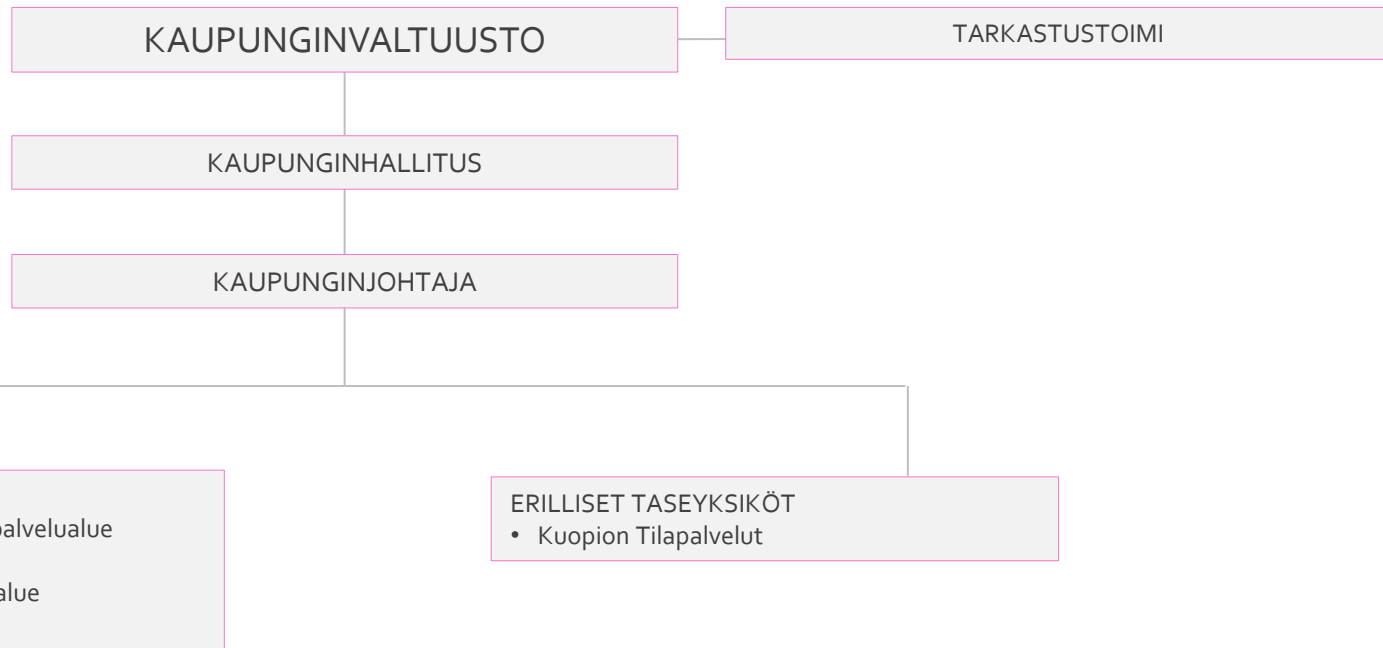 KAUPUNGINVALTUUSTO
TARKASTUSTOIMI
KAUPUNGINHALLITUS
KAUPUNGINJOHTAJA
ERILLISET TASEYKSIKÖT
• Kuopion Tilapalvelut